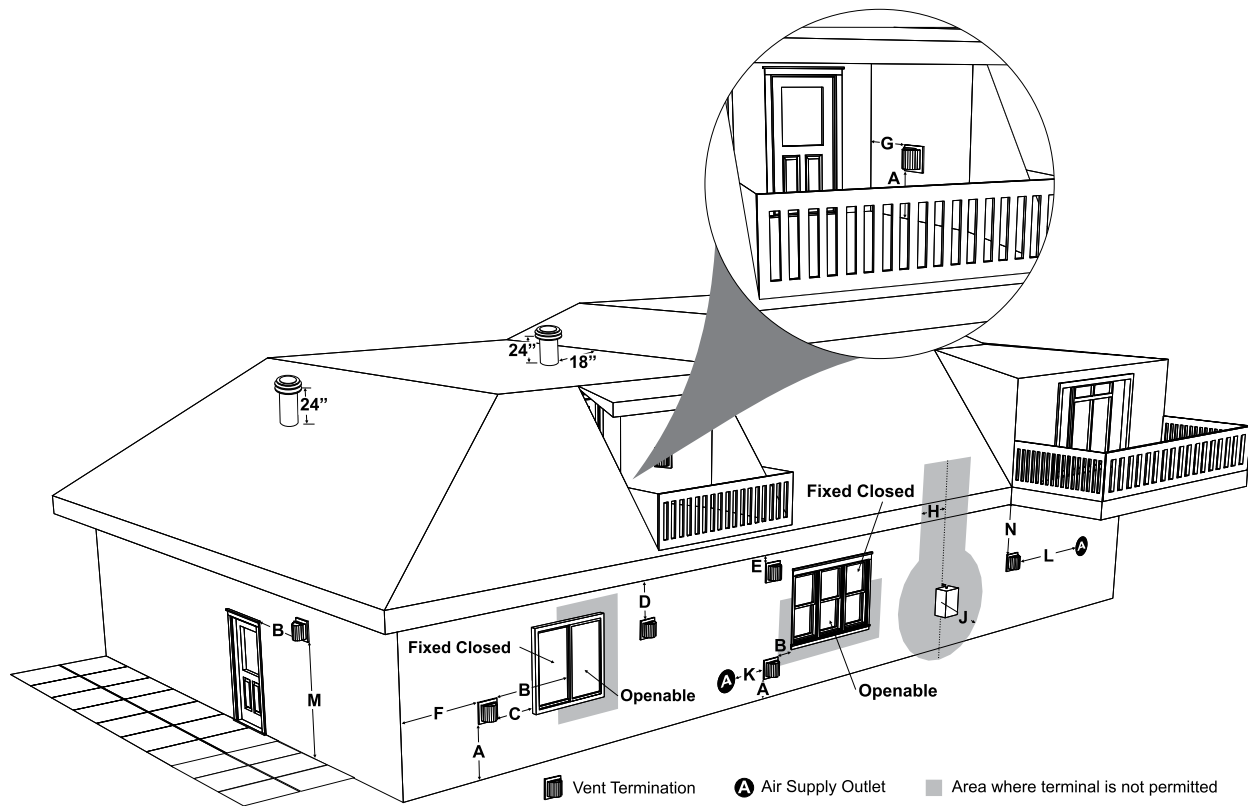 G
A
24”
18”
24”
Fixed Closed
H
N
L
A
E
D
B
J
Fixed Closed
B
K
A
A
Openable
M
B
Openable
F
C
A
Vent Termination
A Air Supply Outlet
Area where terminal is not permitted